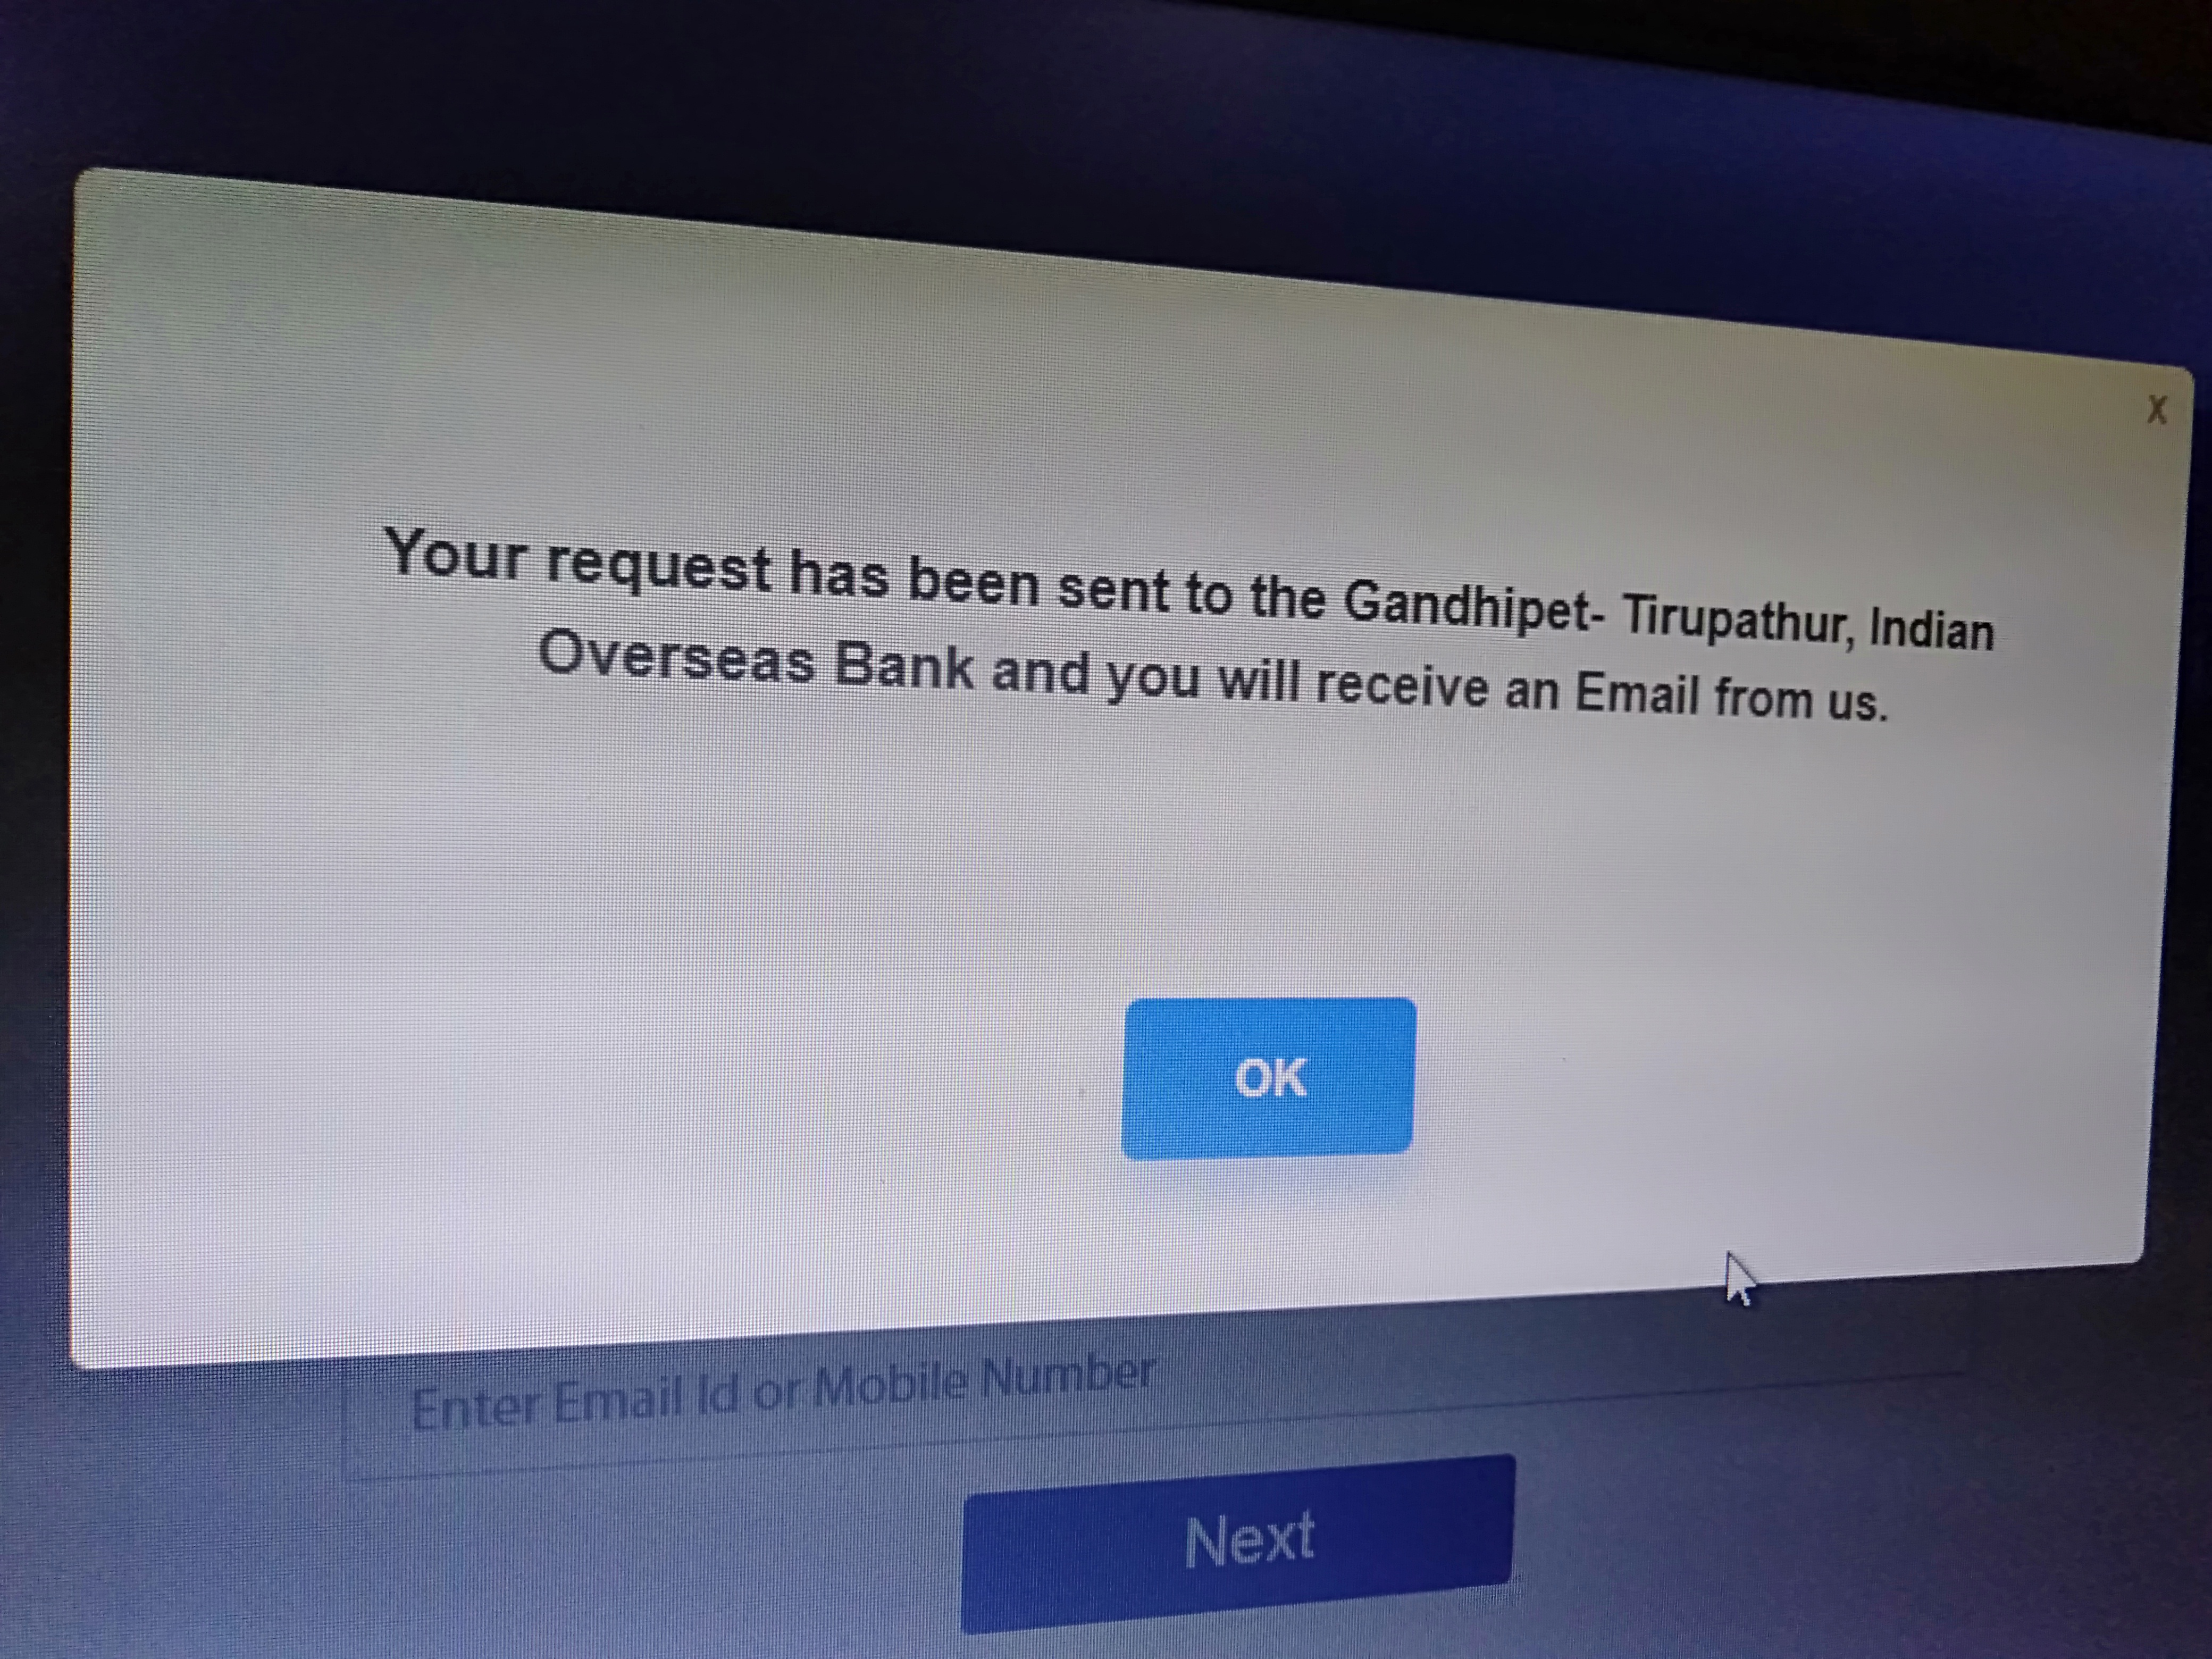 X
Your request has been sent to the Gandhipet- Tirupathur, Indian
Overseas Bank and you will receive an Email from us.
OK
Enter Email Id or Mobile Number
Next